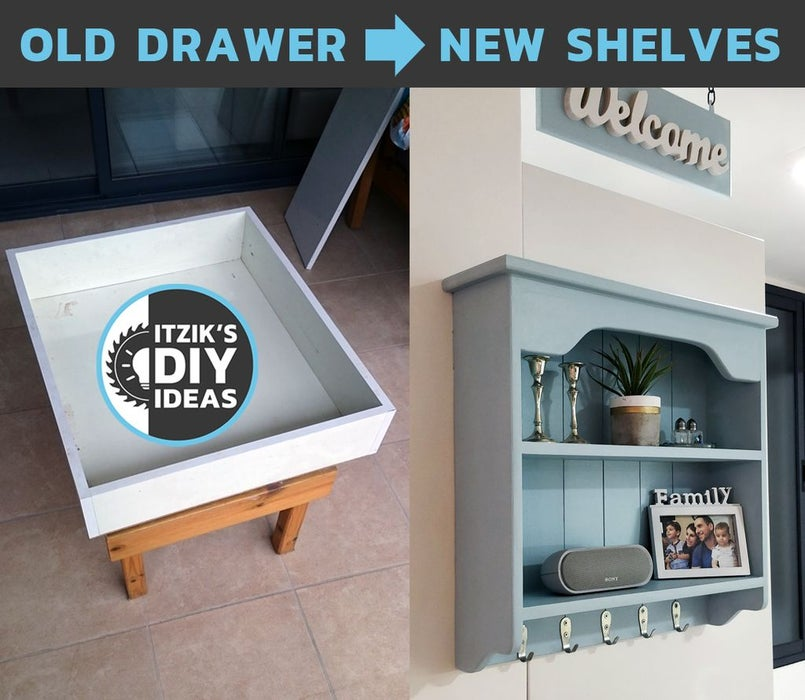 OLD DRAWER NEW SHELVES
Welcome
ITZIK'S
DIY
IDEAS
Family
SONY